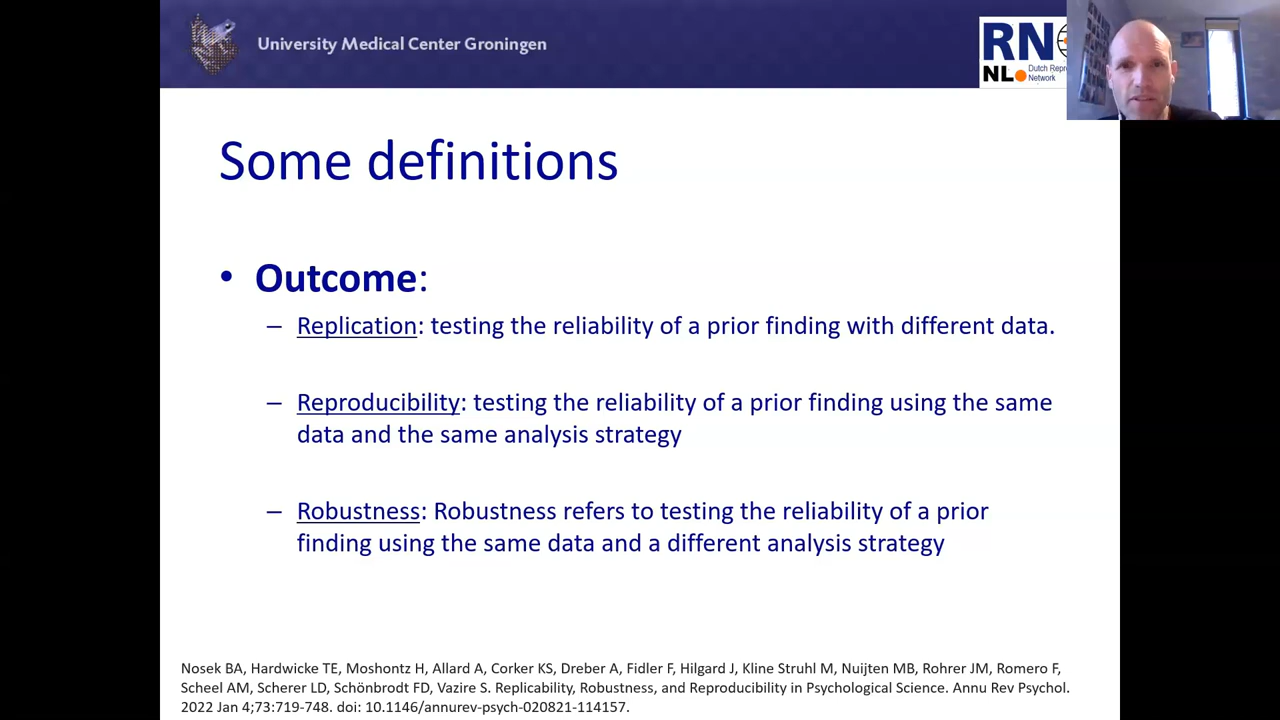 University Medical Center Groningen
RN
NL
Dutch
Network
Some definitions
• Outcome:
– Replication: testing the reliability of a prior finding with different data.
– Reproducibility: testing the reliability of a prior finding using the same
data and the same analysis strategy
– Robustness: Robustness refers to testing the reliability of a prior
finding using the same data and a different analysis strategy
Nosek BA, Hardwicke TE, Moshontz H, Allard A, Corker KS, Dreber A, Fidler F, Hilgard J, Kline Struhl M, Nuijten MB, Rohrer JM, Romero F,
Scheel AM, Scherer LD, Schönbrodt FD, Vazire S. Replicability, Robustness, and Reproducibility in Psychological Science. Annu Rev Psychol.
2022 Jan 4;73:719-748. doi: 10.1146/annurev-psych-020821-114157.